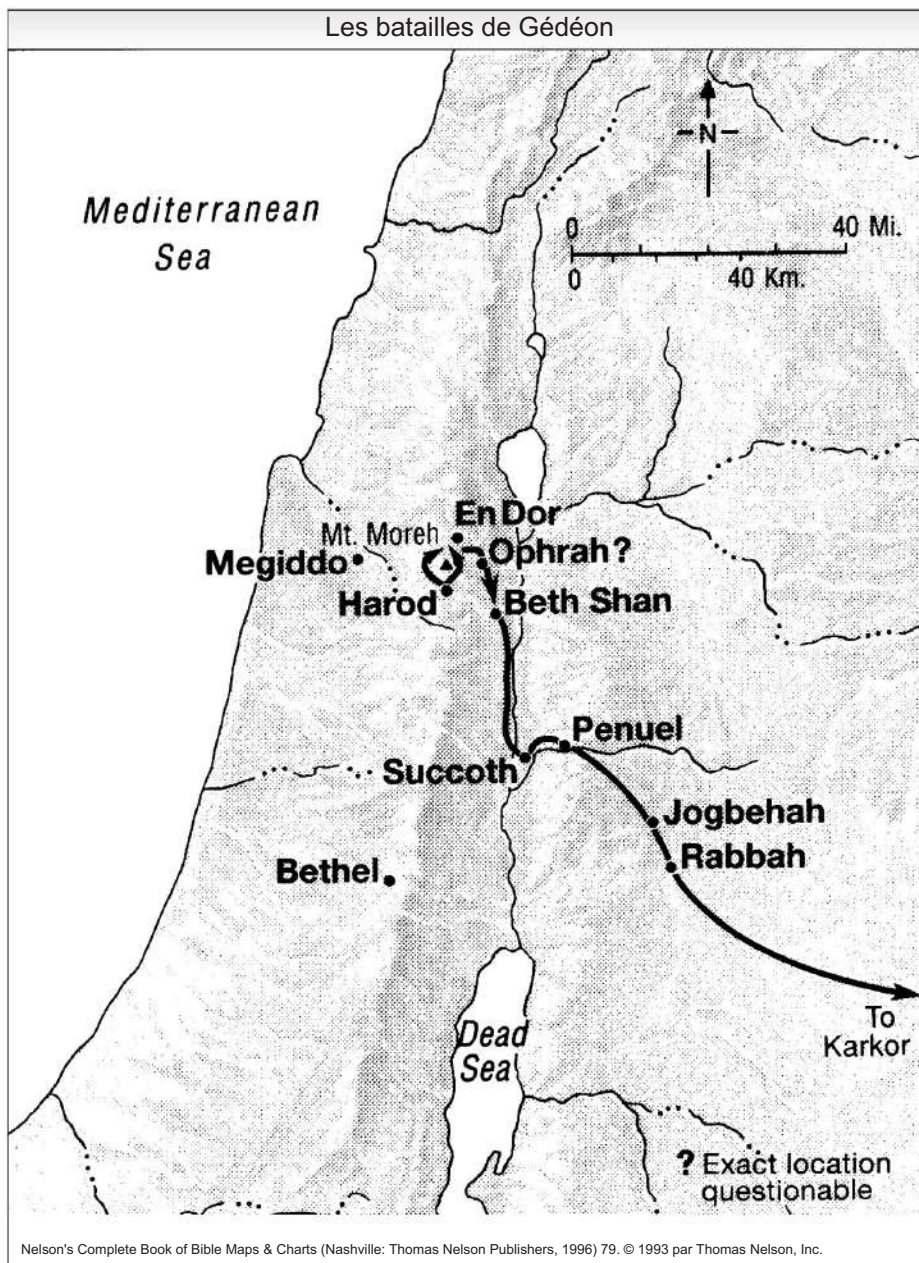 Les batailles de Gédéon
N
Mediterranean
Sea
0 40 Mi.
0 40 Km.
En Dor
Mt. Moreh
Ophrah ?
Megiddo
Harod
Beth Shan
Penuel
Succoth
Jogbehah
Rabbah
Bethel
To
Karkor
Dead
Sea
? Exact location
questionable
Nelson's Complete Book of Bible Maps & Charts (Nashville: Thomas Nelson Publishers, 1996) 79. © 1993 par Thomas Nelson, Inc.